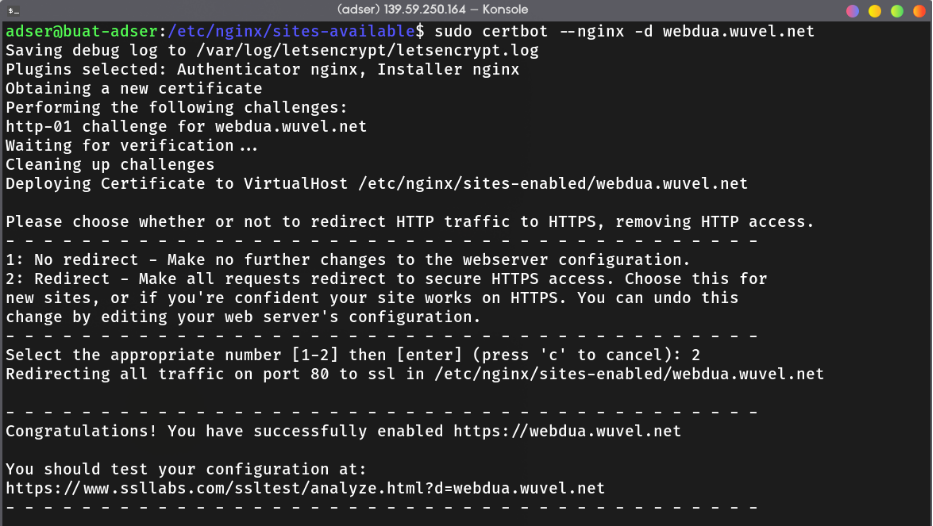 (adser) 139.59.250.164 — Konsole
adser@buat-adser:/etc/nginx/sites-available$ sudo certbot --nginx -d webdua.wuvel.net
Saving debug log to /var/log/letsencrypt/letsencrypt.log
Plugins selected: Authenticator nginx, Installer nginx
Obtaining a new certificate
Performing the following challenges:
http-01 challenge for webdua.wuvel.net
Waiting for verification...
Cleaning up challenges
Deploying Certificate to VirtualHost /etc/nginx/sites-enabled/webdua.wuvel.net
Please choose whether or not to redirect HTTP traffic to HTTPS, removing HTTP access.
- - - - - - - - - - - - - - - - - - - - - - - - - - - - - - - - - - - - - - - -
1: No redirect - Make no further changes to the webserver configuration.
2: Redirect - Make all requests redirect to secure HTTPS access. Choose this for
new sites, or if you're confident your site works on HTTPS. You can undo this
change by editing your web server's configuration.
- - - - - - - - - - - - - - - - - - - - - - - - - - - - - - - - - - - - - - - -
Select the appropriate number [1-2] then [enter] (press 'c' to cancel): 2
Redirecting all traffic on port 80 to ssl in /etc/nginx/sites-enabled/webdua.wuvel.net
- - - - - - - - - - - - - - - - - - - - - - - - - - - - - - - - - - - - - - - -
Congratulations! You have successfully enabled https://webdua.wuvel.net
You should test your configuration at:
https://www.ssllabs.com/ssltest/analyze.html?d=webdua.wuvel.net
- - - - - - - - - - - - - - - - - - - - - - - - - - - - - - - - - - - - - - - -